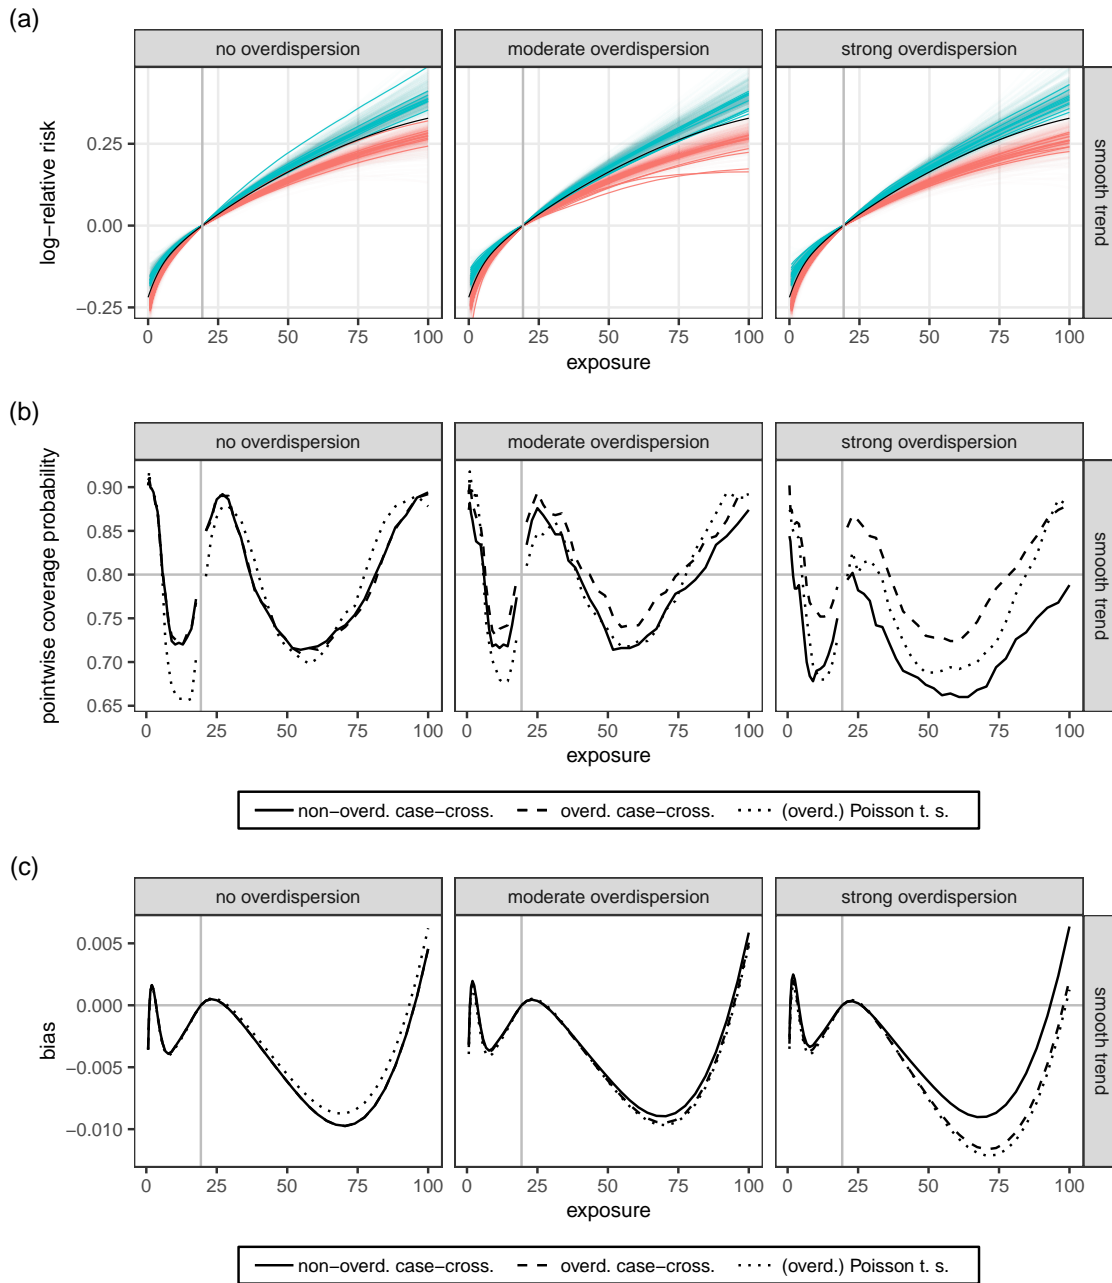 (a)
no overdispersion
moderate overdispersion
strong overdispersion
log−relative risk
0.25
0.00
−0.25
smooth trend
0 25 50 75 100
0 25 50 75 100
0 25 50 75 100
exposure
(b)
no overdispersion
moderate overdispersion
strong overdispersion
pointwise coverage probability
0.90
0.85
0.80
0.75
0.70
0.65
smooth trend
0 25 50 75 100
0 25 50 75 100
0 25 50 75 100
exposure
non−overd. case−cross. overd. case−cross. (overd.) Poisson t. s.
(c)
no overdispersion
moderate overdispersion
strong overdispersion
bias
0.005
0.000
−0.005
−0.010
smooth trend
0 25 50 75 100
0 25 50 75 100
0 25 50 75 100
exposure
non−overd. case−cross. overd. case−cross. (overd.) Poisson t. s.